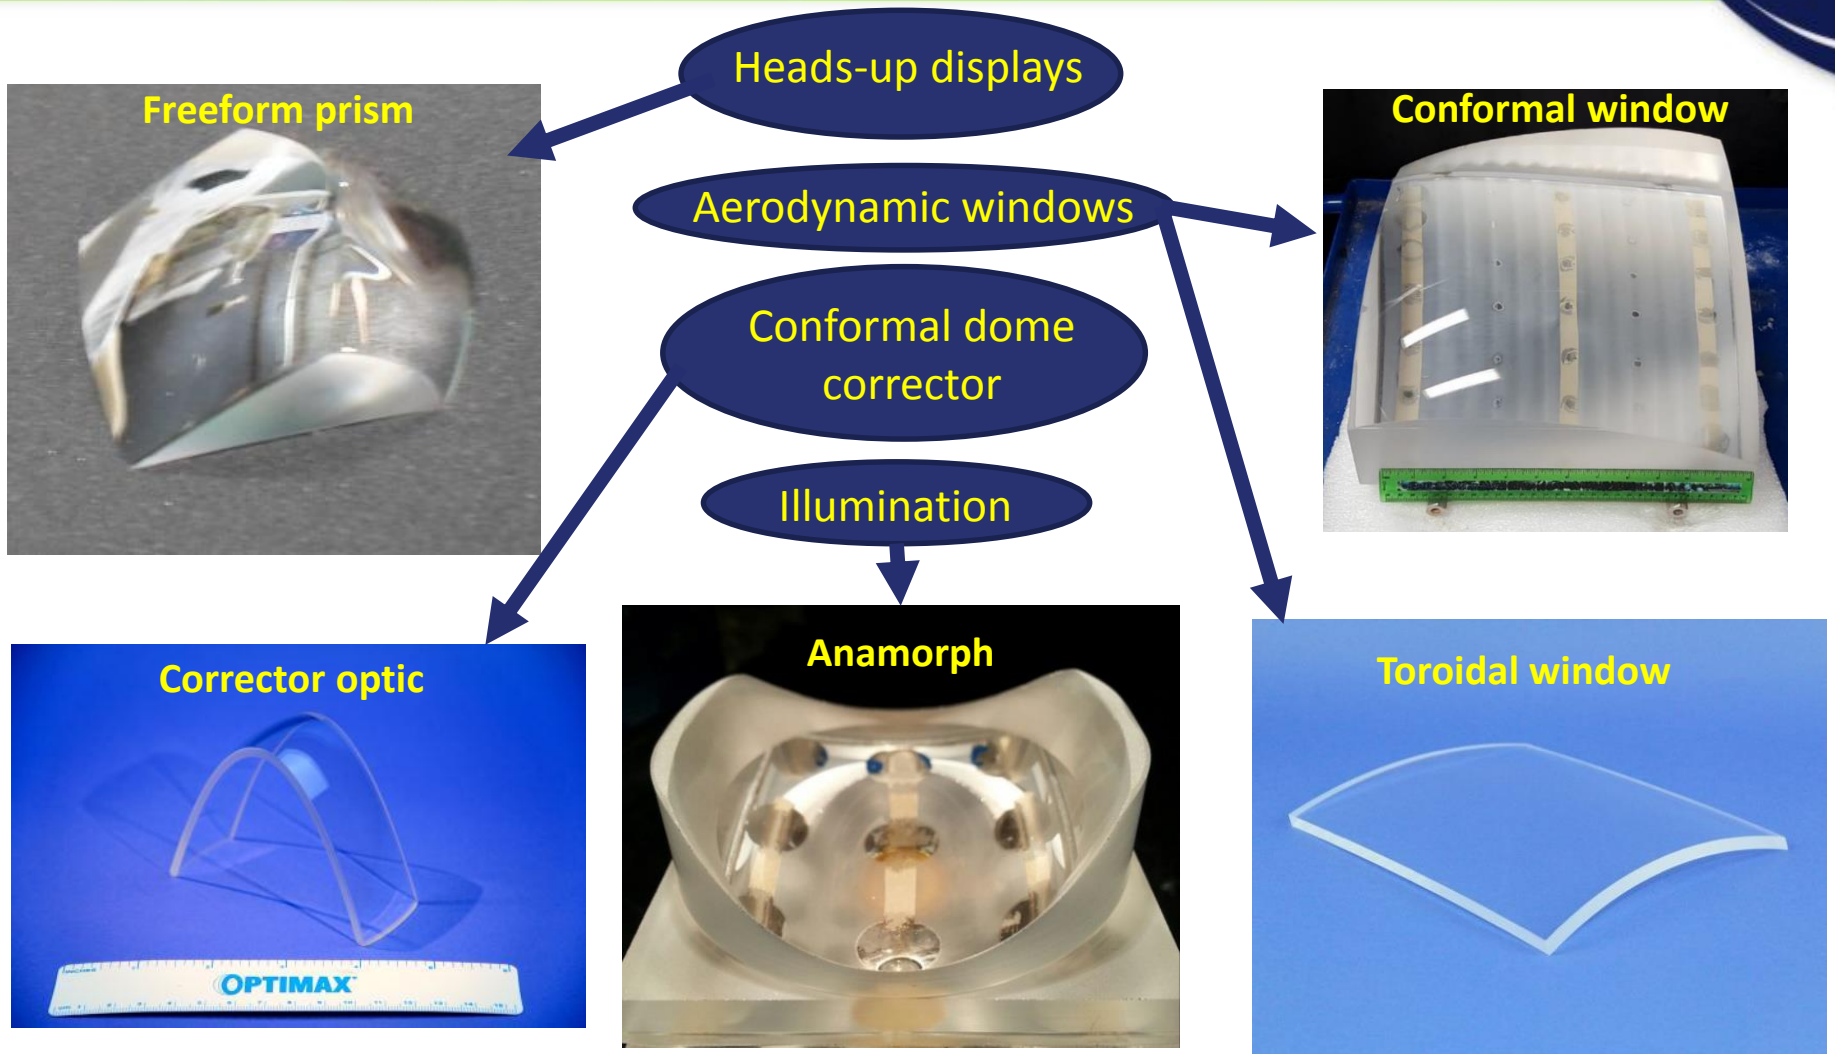 Heads-up displays
Freeform prism
Conformal window
Aerodynamic windows
Conformal dome
corrector
Illumination
Corrector optic
Anamorph
Toroidal window
OPTIMAX